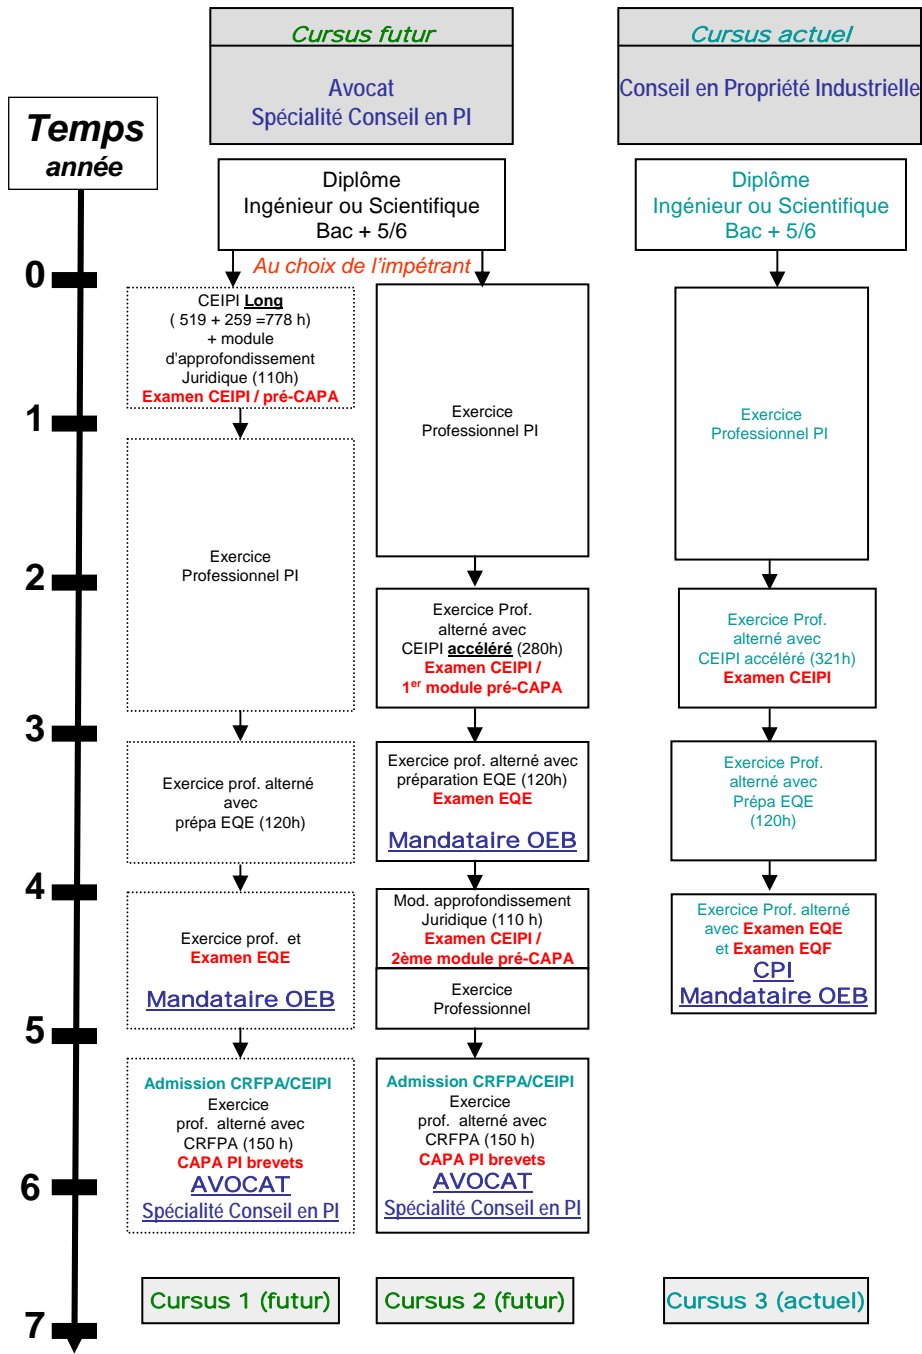 Cursus futur
Avocat
Spécialité Conseil en PI
Cursus actuel
Conseil en Propriété Industrielle
Temps
année
Diplôme
Ingénieur ou Scientifique
Bac + 5/6
Diplôme
Ingénieur ou Scientifique
Bac + 5/6
Au choix de l'impétrant
0
CEIPI Long
( 519 + 259 =778 h)
+ module
d'approfondissement
Juridique (110h)
Examen CEIPI / pré-CAPA
Exercice
Professionnel PI
Exercice
Professionnel PI
1
Exercice
Professionnel PI
2
Exercice Prof.
alterné avec
CEIPI accéléré (280h)
Examen CEIPI /
1er module pré-CAPA
Exercice Prof.
alterné avec
CEIPI accéléré (321h)
Examen CEIPI
3
Exercice prof. alterné
avec
prépa EQE (120h)
Exercice prof. alterné avec
préparation EQE (120h)
Examen EQE
Mandataire OEB
Exercice Prof.
alterné avec
Prépa EQE
(120h)
4
Exercice prof. et
Examen EQE
Mandataire OEB
Mod. approfondissement
Juridique (110 h)
Examen CEIPI /
2ème module pré-CAPA
Exercice
Professionnel
Exercice Prof. alterné
avec Examen EQE
et Examen EQF
CPI
Mandataire OEB
5
Admission CRFPA/CEIPI
Exercice
prof. alterné avec
CRFPA (150 h)
CAPA PI brevets
AVOCAT
Spécialité Conseil en PI
Admission CRFPA/CEIPI
Exercice
prof. alterné avec
CRFPA (150 h)
CAPA PI brevets
AVOCAT
Spécialité Conseil en PI
6
Cursus 1 (futur)
Cursus 2 (futur)
Cursus 3 (actuel)
7